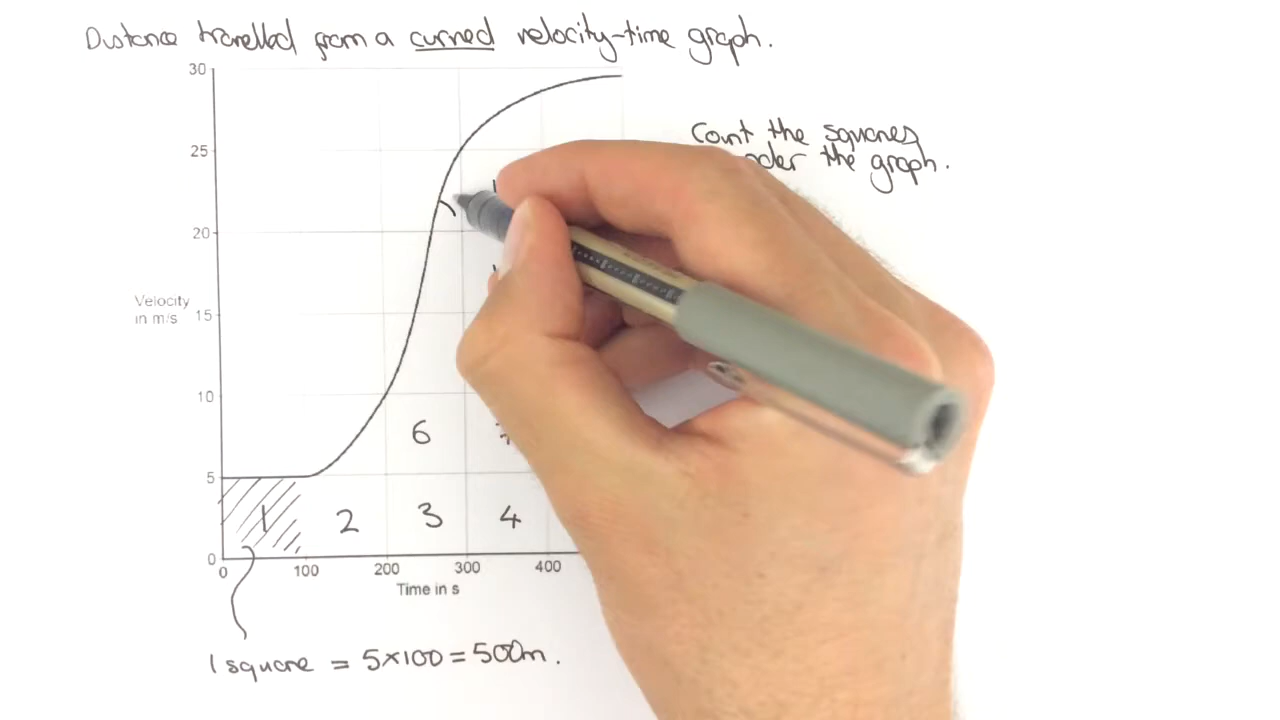 Distance travelled from a curved velocity-time graph.
30
25
20
15
10
5
0
Velocity
in m/s
Count the squares
the graph.
6
1 2 3 4
0 100 200 300 400
Time in s
1 square = 5×100 = 500m.